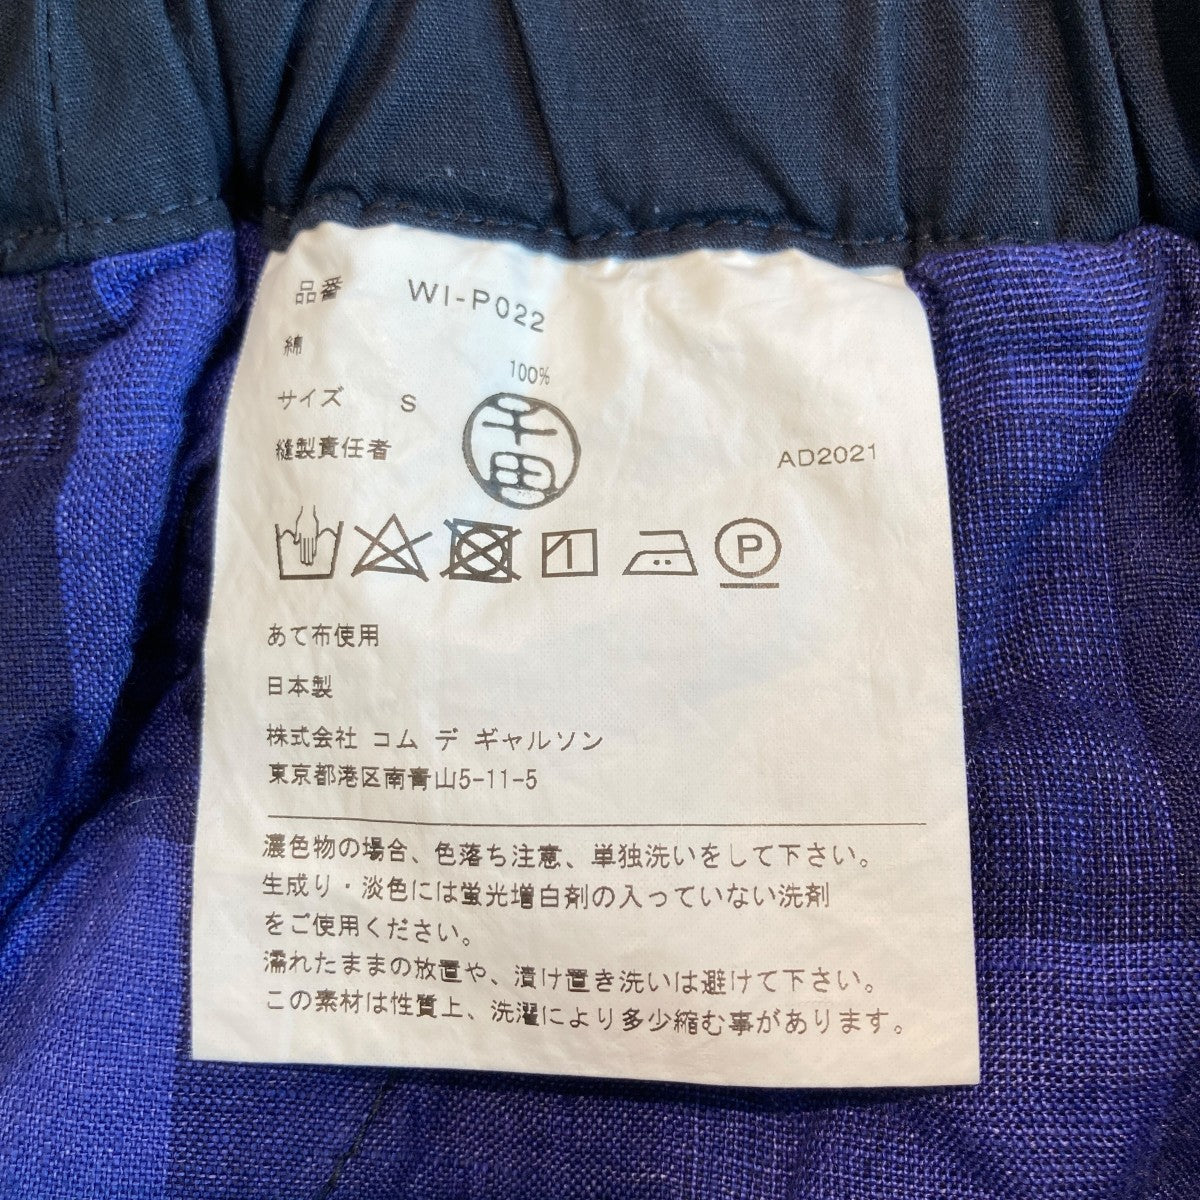 品番 WI-P022
綿 100%
サイズ S
縫製責任者 千田 AD2021
P
あて布使用
日本製
株式会社 コム デ ギャルソン
東京都港区南青山5-11-5
濃色物の場合、色落ち注意、単独洗いをして下さい。
生成り・淡色には蛍光増白剤の入っていない洗剤
をご使用ください。
濡れたままの放置や、漬け置き洗いは避けて下さい。
この素材は性質上、洗濯により多少縮む事があります。